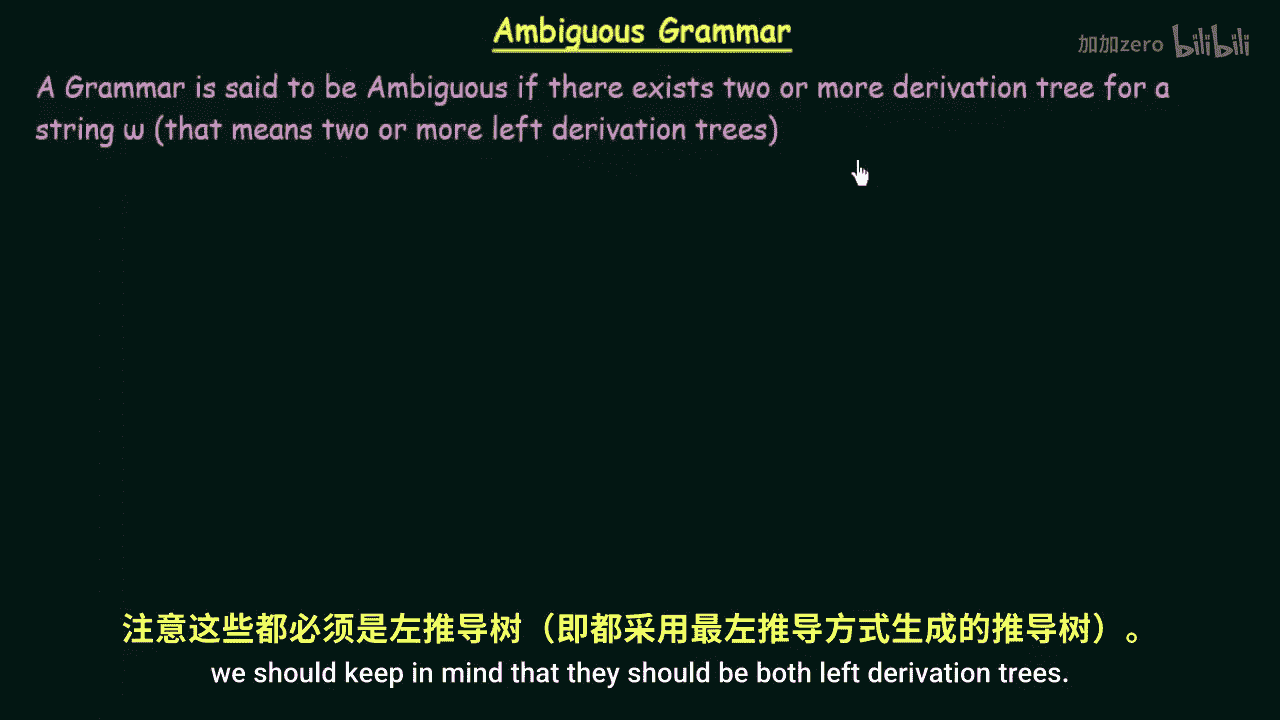 Ambiguous Grammar
加加zero bilibili
A Grammar is said to be Ambiguous if there exists two or more derivation tree for a
string ω (that means two or more left derivation trees)
注意这些都必须是左推导树（即都采用最左推导方式生成的推导树）。
we should keep in mind that they should be both left derivation trees.